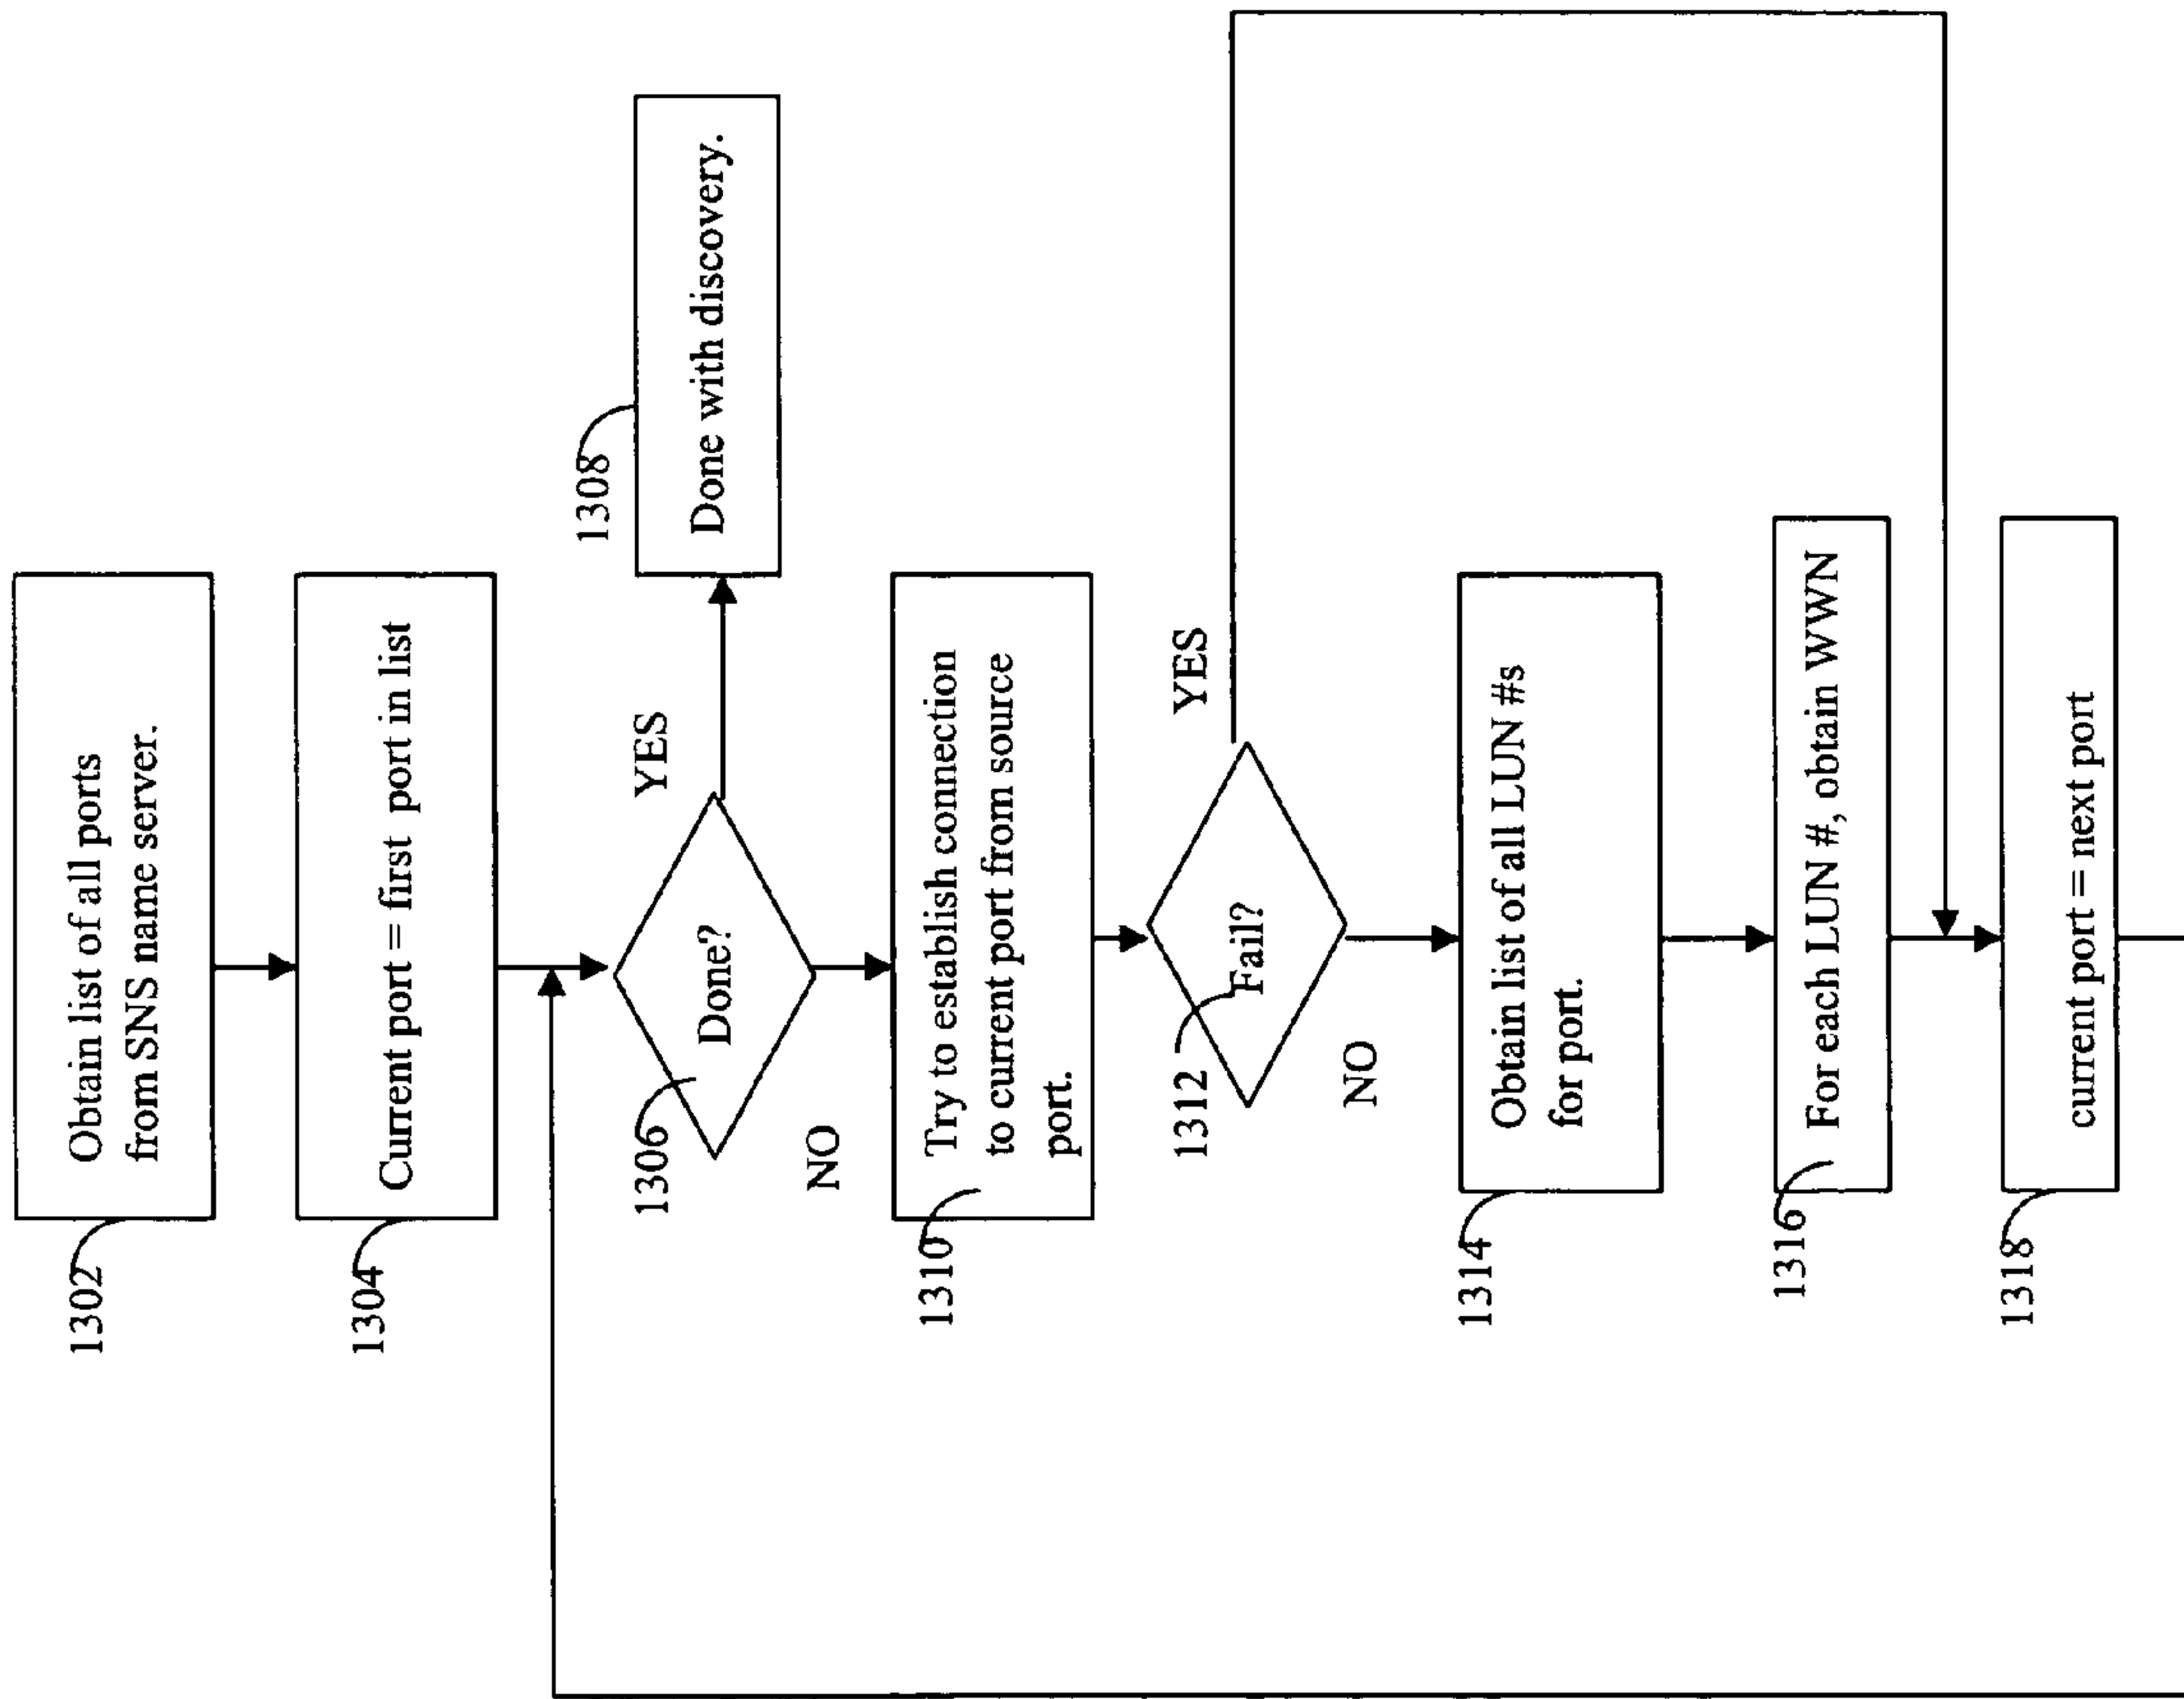 1302
Obtain list of all ports
from SNS name server.
1304
Current port = first port in list
1306
Done?
YES
1308
Done with discovery.
NO
1310
Try to establish connection
to current port from source
port.
1312
Fail?
YES
NO
1314
Obtain list of all LUN #s
for port.
1316
For each LUN #, obtain WWN
1318
current port = next port